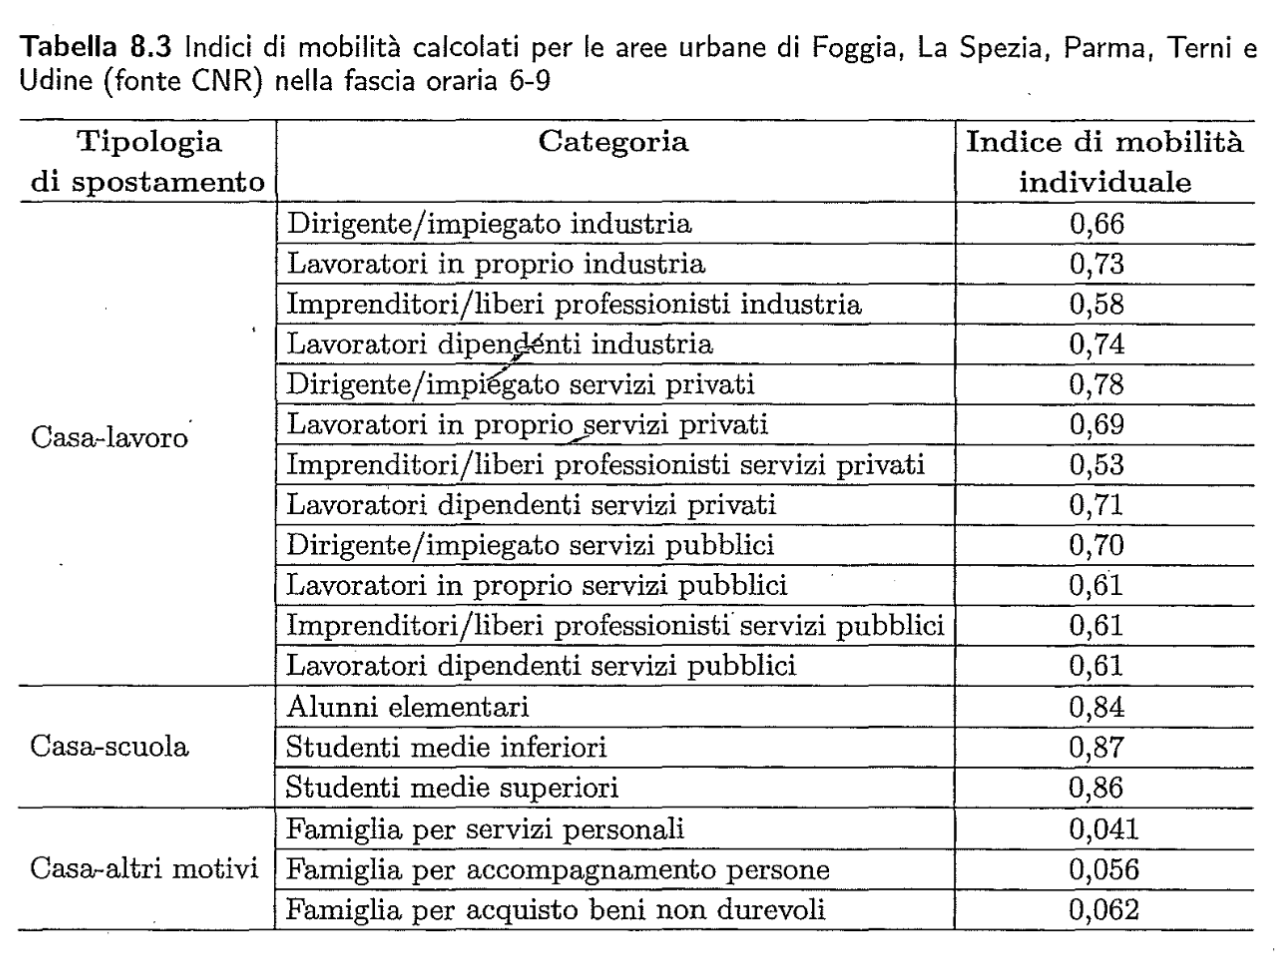 Tabella 8.3 Indici di mobilità calcolati per le aree urbane di Foggia, La Spezia, Parma, Terni e
Udine (fonte CNR) nella fascia oraria 6-9
Tipologia di spostamento Categoria Indice di mobilità individuale
Casa-lavoro
Dirigente/impiegato industria 0,66
Lavoratori in proprio industria 0,73
Imprenditori/liberi professionisti industria 0,58
Lavoratori dipendenti industria 0,74
Dirigente/impiegato servizi privati 0,78
Lavoratori in proprio servizi privati 0,69
Imprenditori/liberi professionisti servizi privati 0,53
Lavoratori dipendenti servizi privati 0,71
Dirigente/impiegato servizi pubblici 0,70
Lavoratori in proprio servizi pubblici 0,61
Imprenditori/liberi professionisti servizi pubblici 0,61
Lavoratori dipendenti servizi pubblici 0,61
Casa-scuola
Alunni elementari 0,84
Studenti medie inferiori 0,87
Studenti medie superiori 0,86
Casa-altri motivi
Famiglia per servizi personali 0,041
Famiglia per accompagnamento persone 0,056
Famiglia per acquisto beni non durevoli 0,062